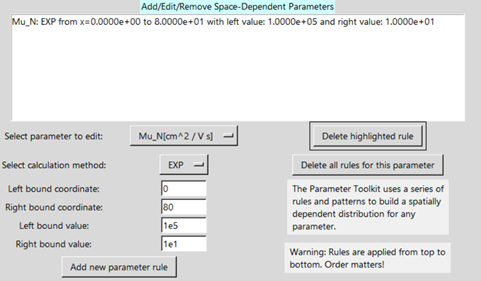 Add/Edit/Remove Space-Dependent Parameters
Mu_N: EXP from x=0.0000e+00 to 8.0000e+01 with left value: 1.0000e+05 and right value: 1.0000e+01
Select parameter to edit:
Mu_N[cm^2 / V s]
Delete highlighted rule
Select calculation method:
EXP
Delete all rules for this parameter
Left bound coordinate:
0
Right bound coordinate:
80
Left bound value:
1e5
Right bound value:
1e1
Add new parameter rule
The Parameter Toolkit uses a series of
rules and patterns to build a spatially
dependent distribution for any
parameter.
Warning: Rules are applied from top to
bottom. Order matters!